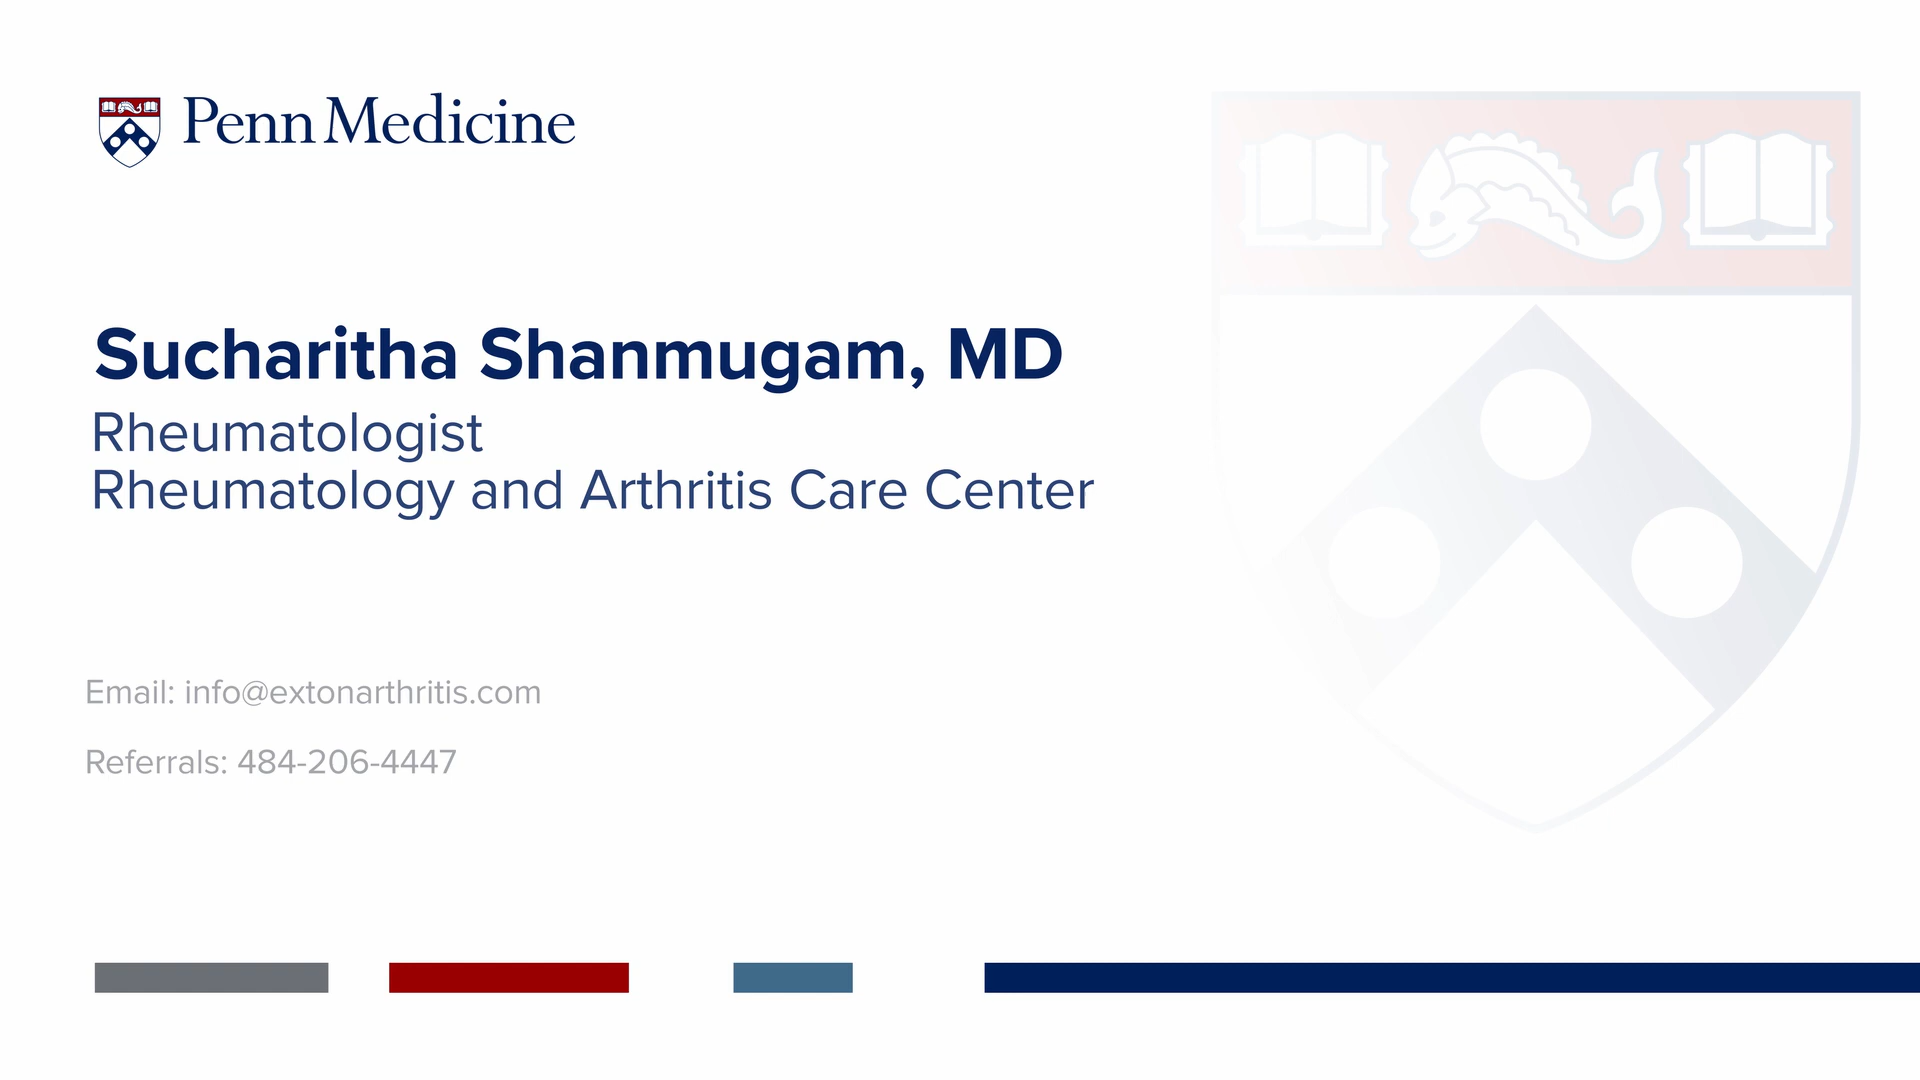 Penn Medicine
Sucharitha Shanmugam, MD
Rheumatologist
Rheumatology and Arthritis Care Center
Email: info@extonarthritis.com
Referrals: 484-206-4447